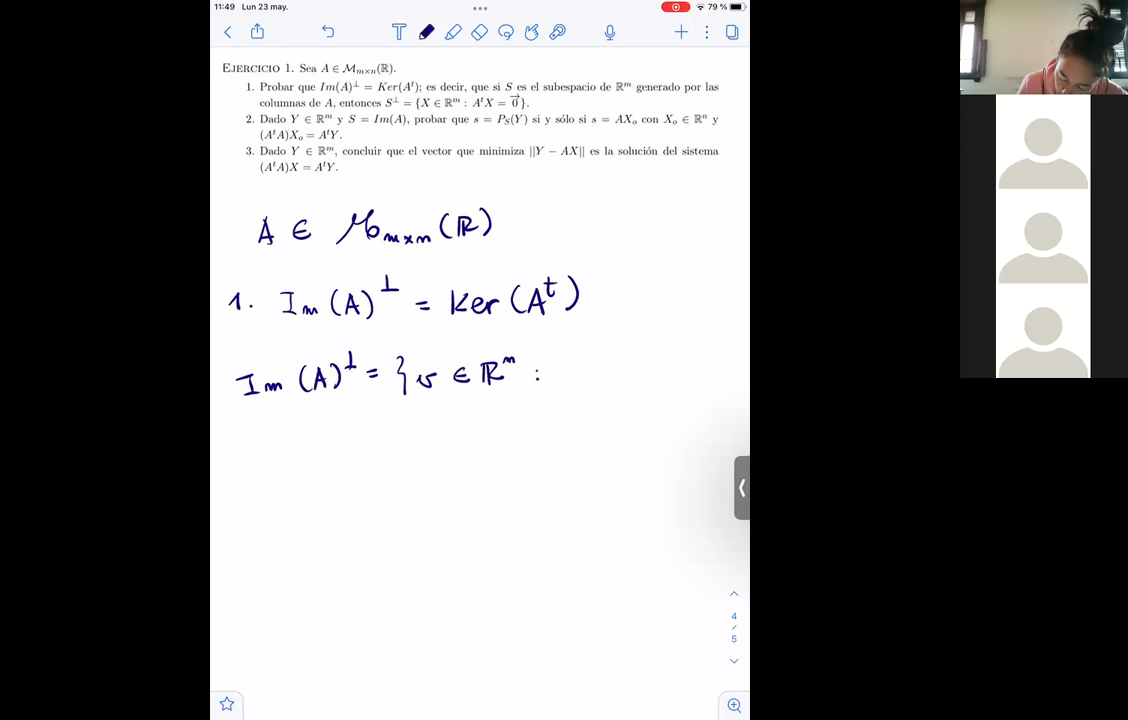 11:49 Lun 23 may.
79 %
EJERCICIO 1. Sea A ∈ M_{m×n}(ℝ).
1. Probar que Im(A)^⊥ = Ker(A^t); es decir, que si S es el subespacio de ℝ^m generado por las
columnas de A, entonces S^⊥ = {X ∈ ℝ^m : A^tX = \vec{0}}.
2. Dado Y ∈ ℝ^m y S = Im(A), probar que s = P_S(Y) si y sólo si s = AX_o con X_o ∈ ℝ^n y
(A^tA)X_o = A^tY.
3. Dado Y ∈ ℝ^m, concluir que el vector que minimiza ||Y − AX|| es la solución del sistema
(A^tA)X = A^tY.
A ∈ M_{m×n}(ℝ)
1. Im(A)^⊥ = Ker(A^t)
Im(A)^⊥ = {v ∈ ℝ^m :
4
/
5